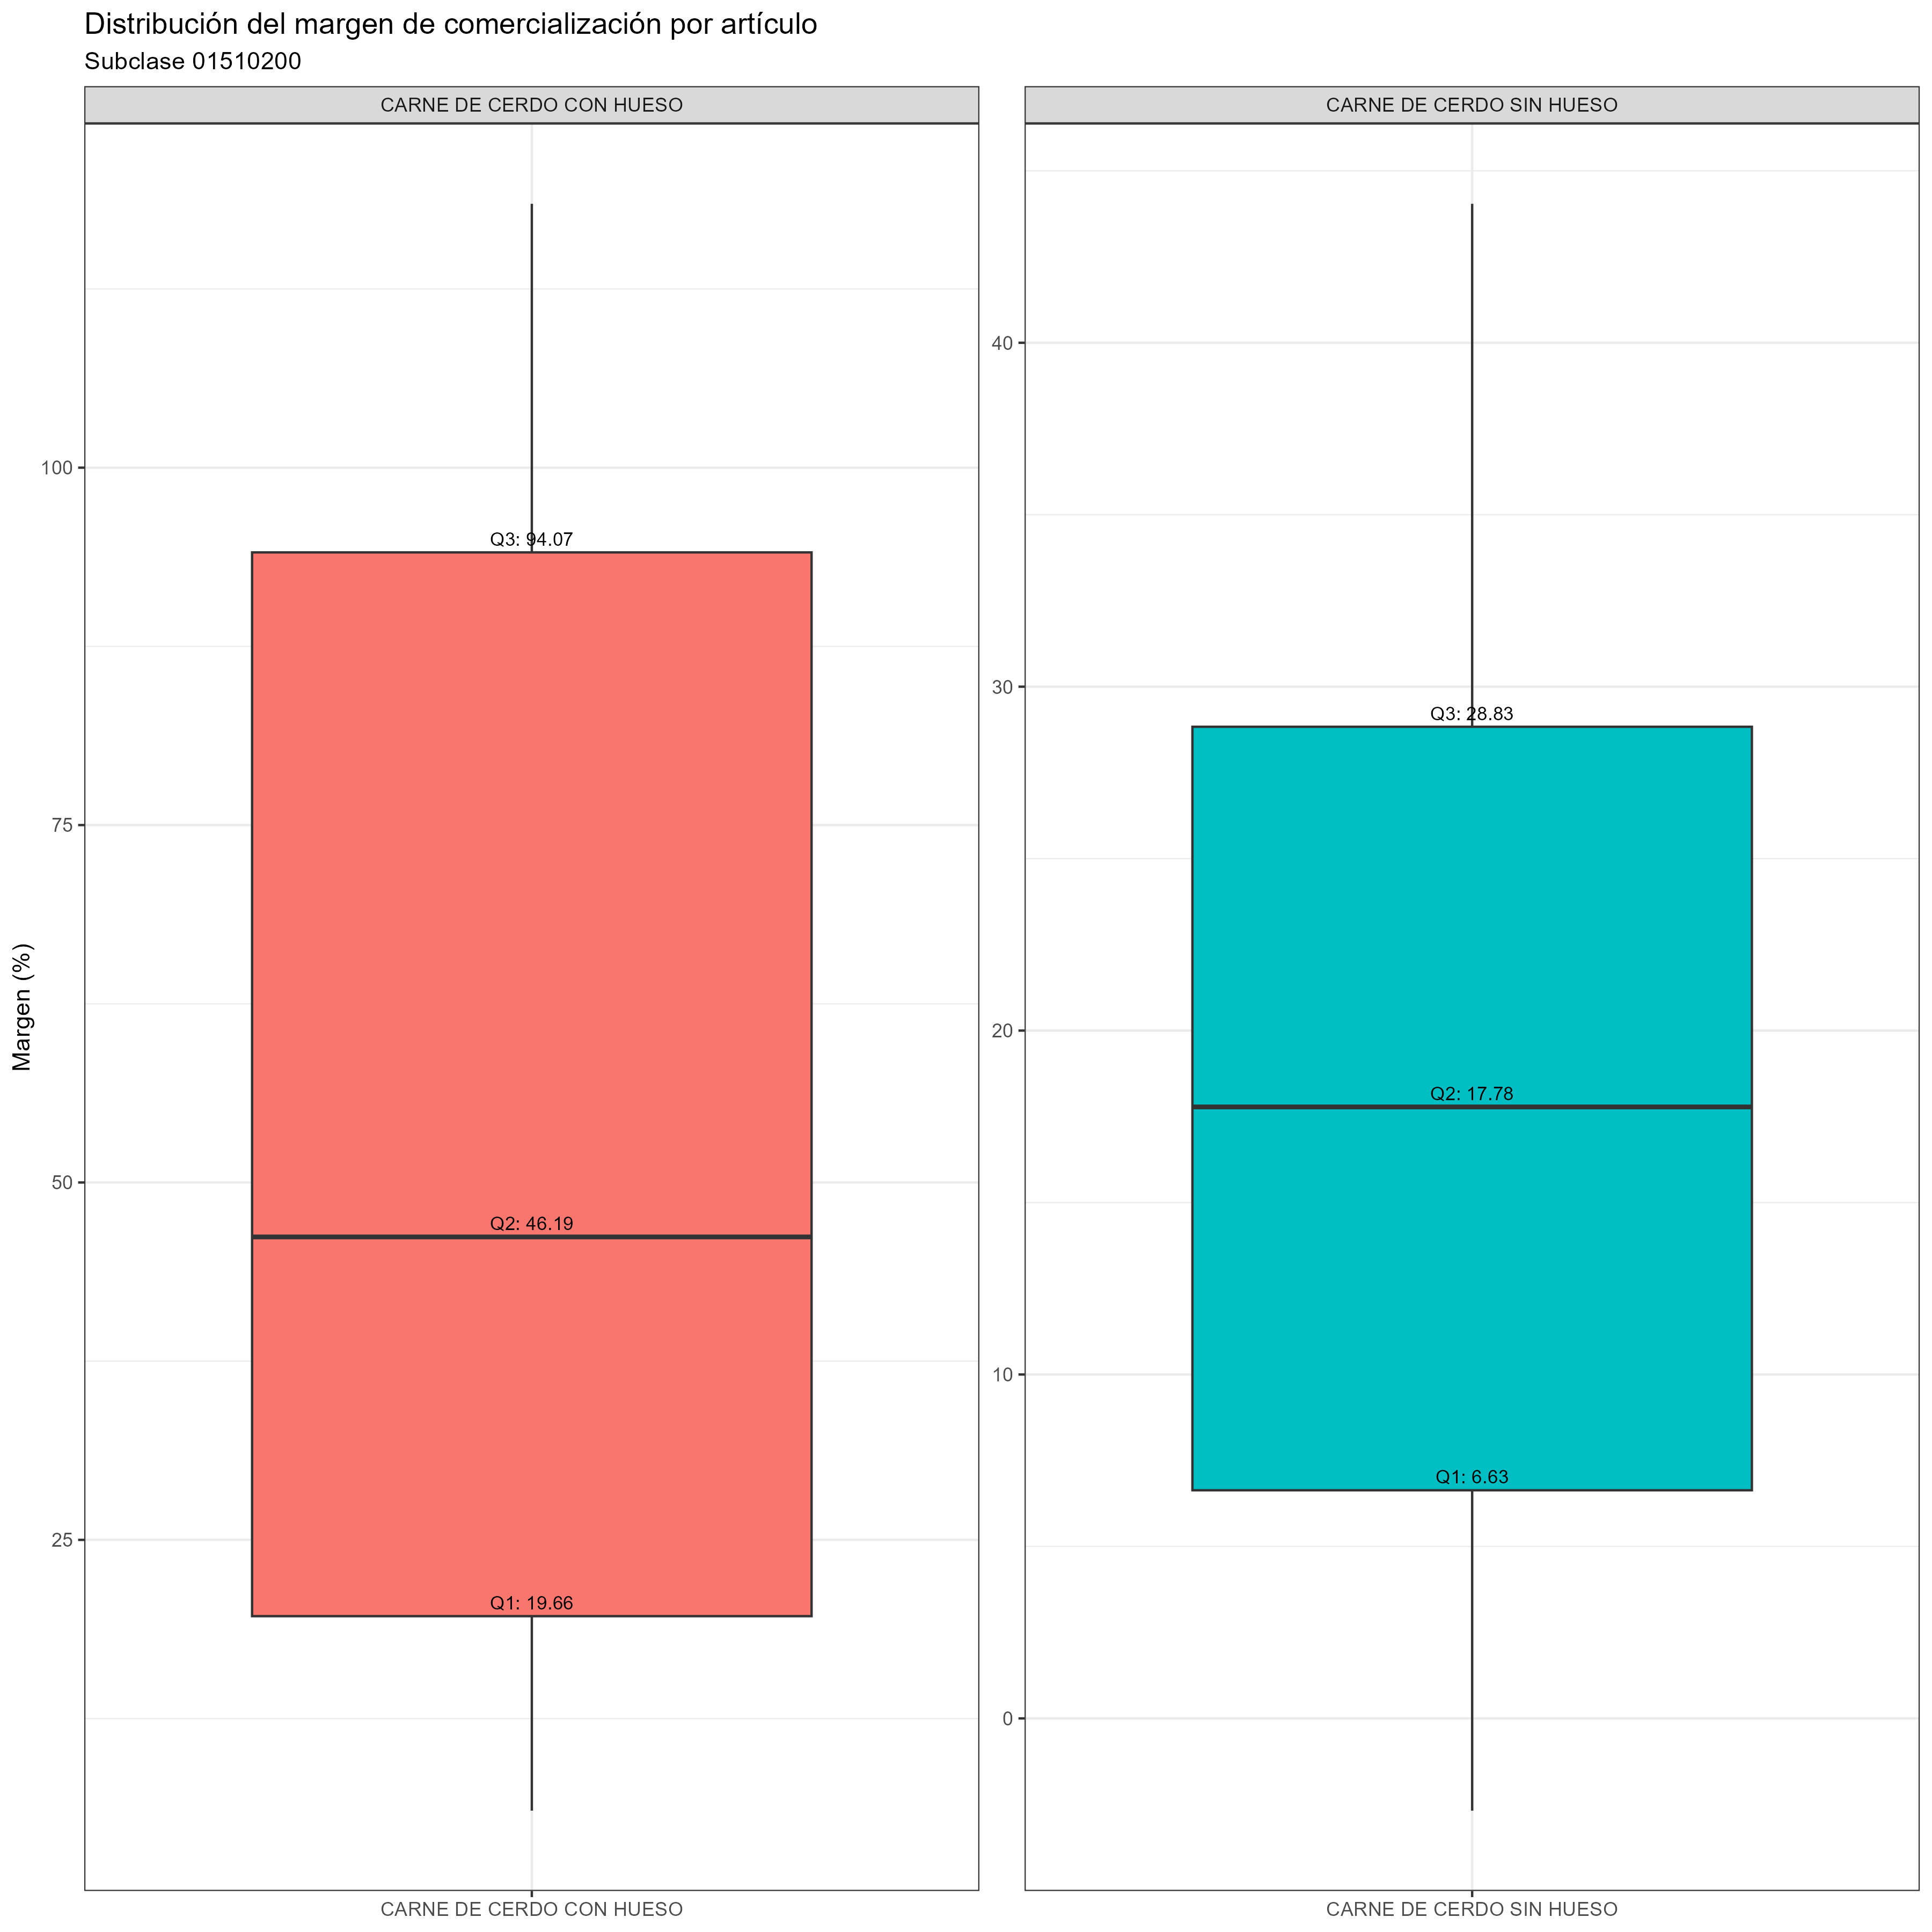 Distribución del margen de comercialización por artículo
Subclase 01510200
CARNE DE CERDO CON HUESO
CARNE DE CERDO SIN HUESO
Margen (%)
100
75
50
25
Q3: 94.07
Q2: 46.19
Q1: 19.66
CARNE DE CERDO CON HUESO
40
30
20
10
0
Q3: 28.83
Q2: 17.78
Q1: 6.63
CARNE DE CERDO SIN HUESO